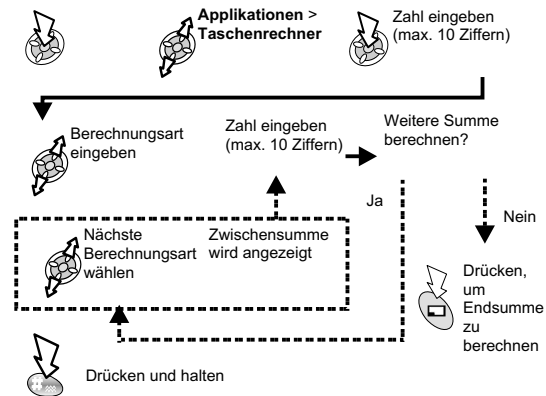 Applikationen >
Taschenrechner
Zahl eingeben
(max. 10 Ziffern)
Berechnungsart
eingeben
Zahl eingeben
(max. 10 Ziffern)
Weitere Summe
berechnen?
Ja
Nein
Nächste
Berechnungsart
wählen
Zwischensumme
wird angezeigt
Drücken,
um
Endsumme
zu
berechnen
Drücken und halten